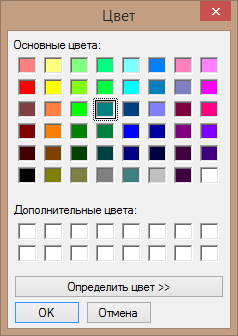 Цвет
Основные цвета:
Дополнительные цвета:
Определить цвет >>
OK
Отмена